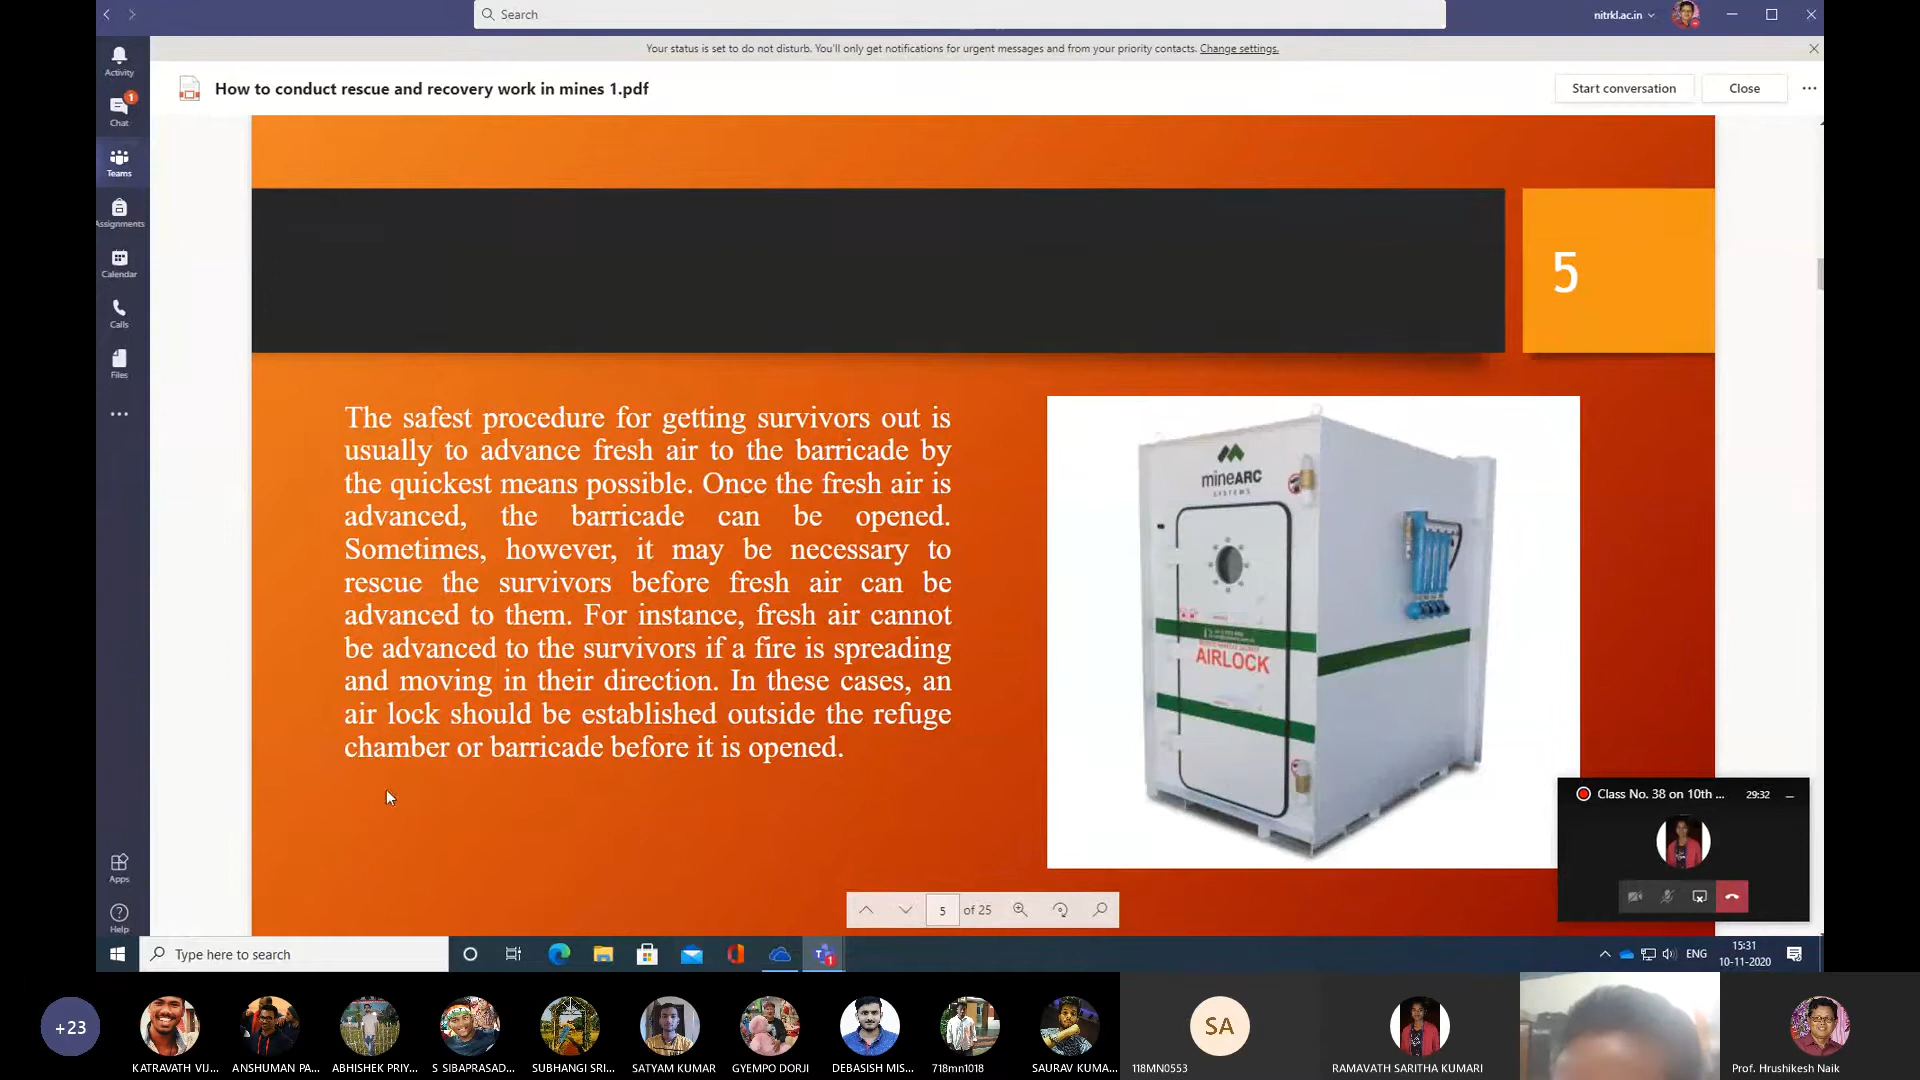 Search
nitrkl.ac.in
Your status is set to do not disturb. You'll only get notifications for urgent messages and from your priority contacts. Change settings.
Activity
How to conduct rescue and recovery work in mines 1.pdf
Start conversation
Close
1
Chat
Teams
Assignments
Calendar
Calls
Files
5
The safest procedure for getting survivors out is
usually to advance fresh air to the barricade by
the quickest means possible. Once the fresh air is
advanced, the barricade can be opened.
Sometimes, however, it may be necessary to
rescue the survivors before fresh air can be
advanced to them. For instance, fresh air cannot
be advanced to the survivors if a fire is spreading
and moving in their direction. In these cases, an
air lock should be established outside the refuge
chamber or barricade before it is opened.
mineARC
SYSTEMS
AIRLOCK
Class No. 38 on 10th ...
29:32
Apps
Help
5 of 25
Type here to search
1
ENG
15:31
10-11-2020
+23
KATRAVATH VIJ...
ANSHUMAN PA...
ABHISHEK PRIY...
S SIBAPRASAD...
SUBHANGI SRI...
SATYAM KUMAR
GYEMPO DORJI
DEBASISH MIS...
718mn1018
SAURAV KUMA...
SA
118MN0553
RAMAVATH SARITHA KUMARI
Prof. Hrushikesh Naik